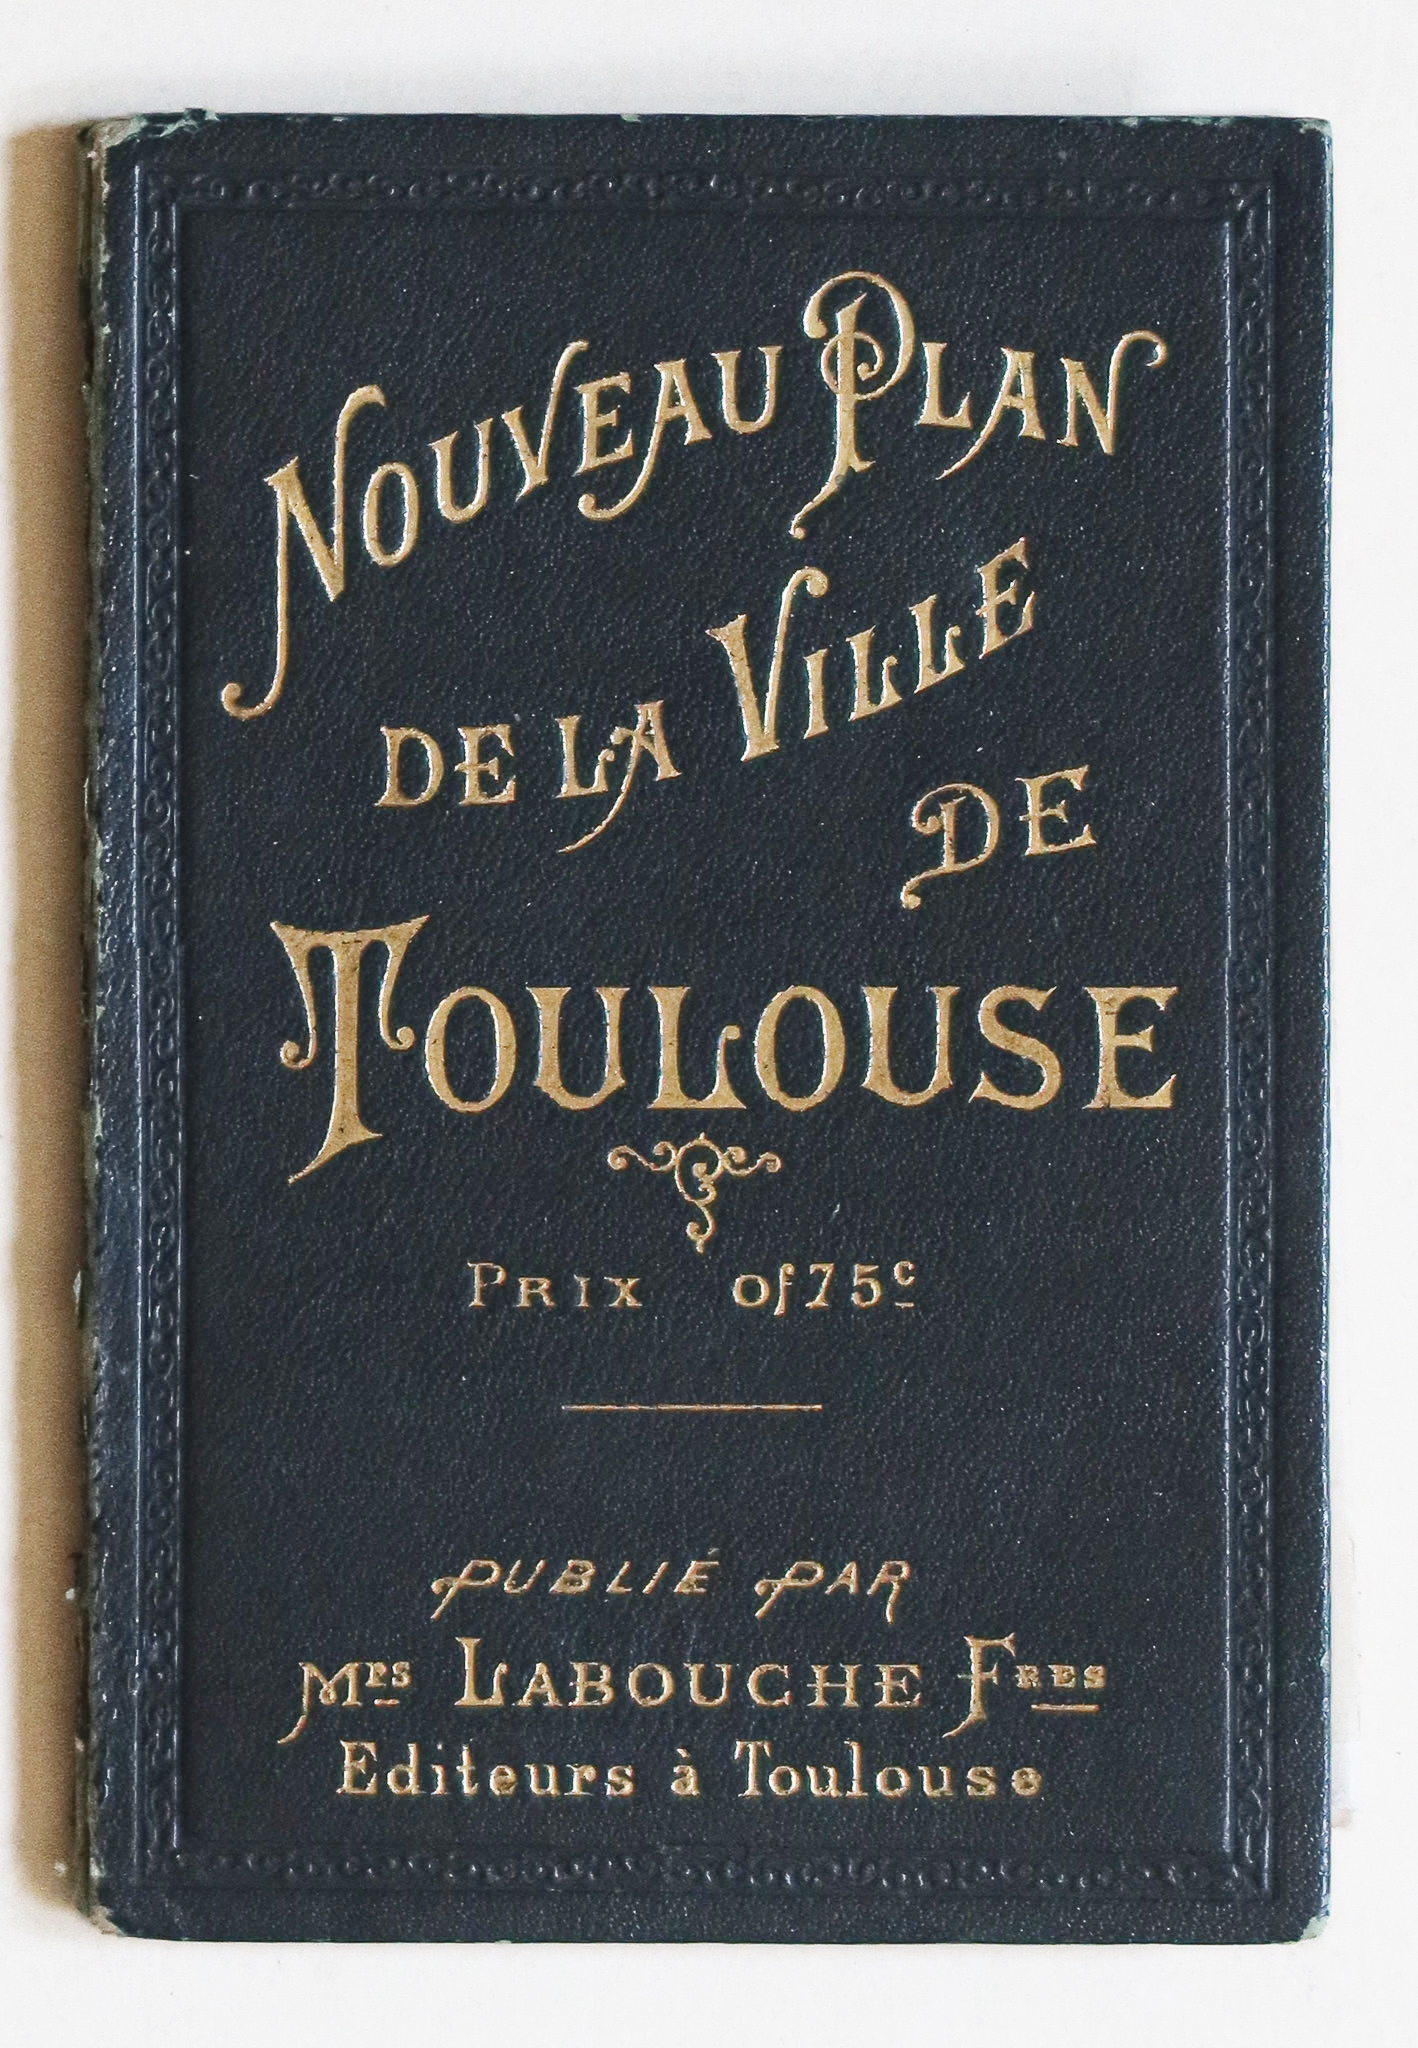 NOUVEAU PLAN
DE LA VILLE
DE
TOULOUSE
PRIX 0f75c
PUBLIÉ PAR
Mrs LABOUCHE FRES
Editeurs à Toulouse